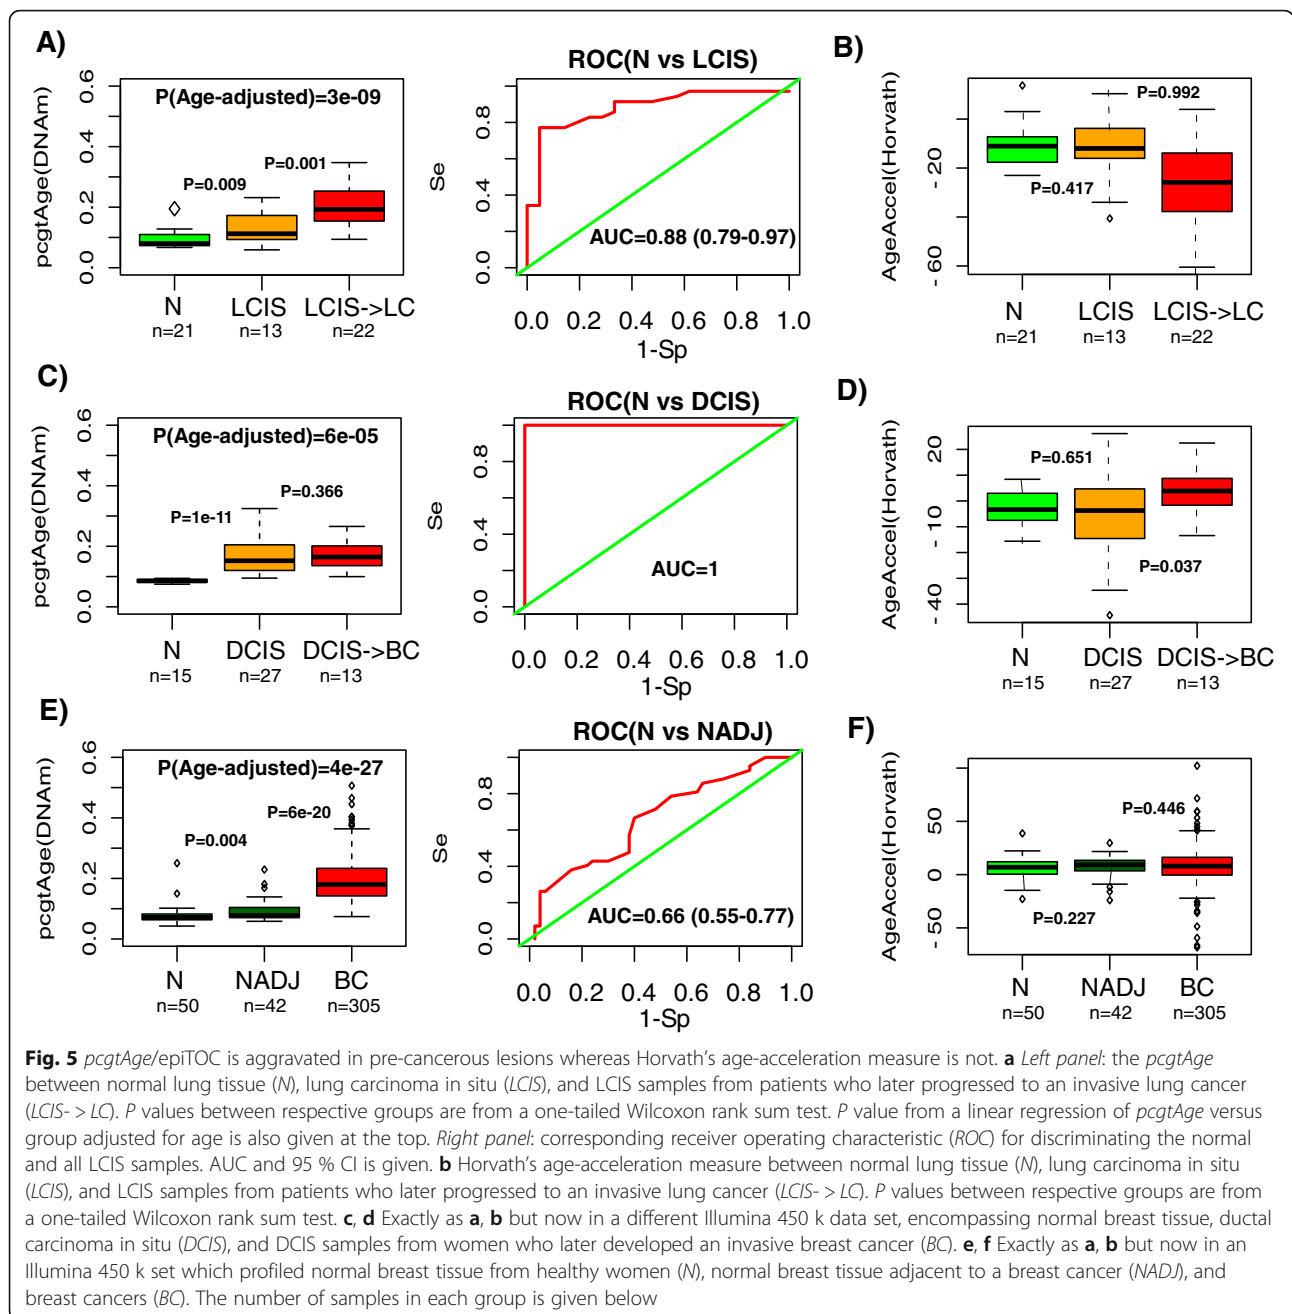 A)
ROC(N vs LCIS)
B)
P(Age-adjusted)=3e-09
P=0.009
P=0.001
pcgtAge(DNAm)
0.0 0.2 0.4 0.6
N LCIS LCIS->LC
n=21 n=13 n=22
Se
0.0 0.4 0.8
AUC=0.88 (0.79-0.97)
0.0 0.2 0.4 0.6 0.8 1.0
1-Sp
AgeAccel(Horvath)
- 60 - 20
P=0.992
P=0.417
N LCIS LCIS->LC
n=21 n=13 n=22
C)
ROC(N vs DCIS)
D)
P(Age-adjusted)=6e-05
P=1e-11
P=0.366
pcgtAge(DNAm)
0.0 0.2 0.4 0.6
N DCIS DCIS->BC
n=15 n=27 n=13
Se
0.0 0.4 0.8
AUC=1
0.0 0.2 0.4 0.6 0.8 1.0
1-Sp
AgeAccel(Horvath)
- 40 - 10 20
P=0.651
P=0.037
N DCIS DCIS->BC
n=15 n=27 n=13
E)
ROC(N vs NADJ)
F)
P(Age-adjusted)=4e-27
P=0.004
P=6e-20
pcgtAge(DNAm)
0.0 0.2 0.4 0.6
N NADJ BC
n=50 n=42 n=305
Se
0.0 0.4 0.8
AUC=0.66 (0.55-0.77)
0.0 0.2 0.4 0.6 0.8 1.0
1-Sp
AgeAccel(Horvath)
- 50 0 50
P=0.446
P=0.227
N NADJ BC
n=50 n=42 n=305
Fig. 5 pcgtAge/epiTOC is aggravated in pre-cancerous lesions whereas Horvath's age-acceleration measure is not. a Left panel: the pcgtAge
between normal lung tissue (N), lung carcinoma in situ (LCIS), and LCIS samples from patients who later progressed to an invasive lung cancer
(LCIS- > LC). P values between respective groups are from a one-tailed Wilcoxon rank sum test. P value from a linear regression of pcgtAge versus
group adjusted for age is also given at the top. Right panel: corresponding receiver operating characteristic (ROC) for discriminating the normal
and all LCIS samples. AUC and 95 % CI is given. b Horvath's age-acceleration measure between normal lung tissue (N), lung carcinoma in situ
(LCIS), and LCIS samples from patients who later progressed to an invasive lung cancer (LCIS- > LC). P values between respective groups are from
a one-tailed Wilcoxon rank sum test. c, d Exactly as a, b but now in a different Illumina 450 k data set, encompassing normal breast tissue, ductal
carcinoma in situ (DCIS), and DCIS samples from women who later developed an invasive breast cancer (BC). e, f Exactly as a, b but now in an
Illumina 450 k set which profiled normal breast tissue from healthy women (N), normal breast tissue adjacent to a breast cancer (NADJ), and
breast cancers (BC). The number of samples in each group is given below